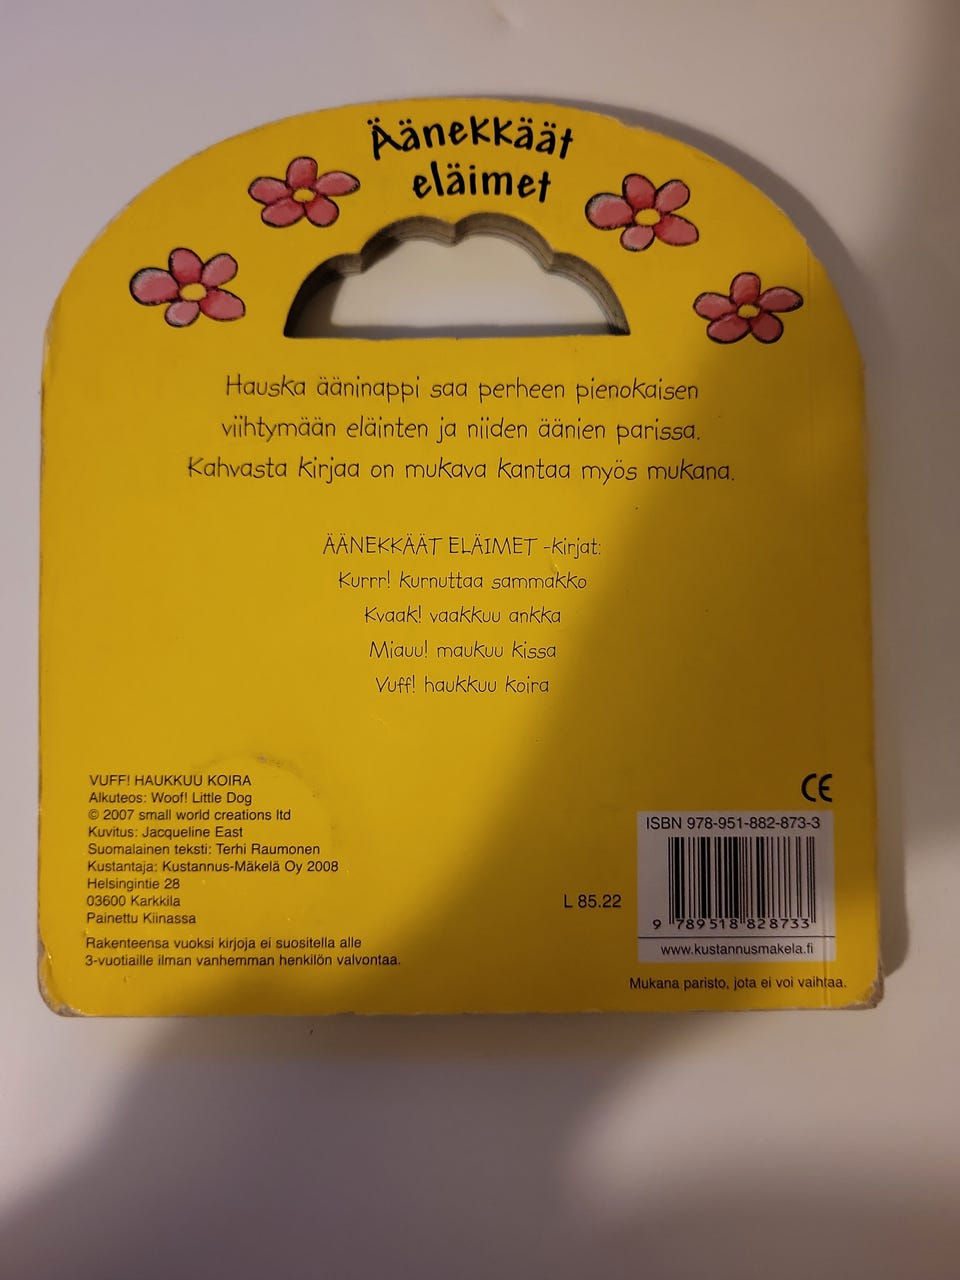 Äänekkäät
eläimet
Hauska ääninappi saa perheen pienokaisen
viihtymään eläinten ja niiden äänien parissa.
Kahvasta kirjaa on mukava kantaa myös mukana.
ÄÄNEKKÄÄT ELÄIMET -kirjat:
Kurrr! kurnuttaa sammakko
Kvaak! vaakkuu ankka
Miauu! maukuu kissa
Vuff! haukkuu koira
VUFF! HAUKKUU KOIRA
Alkuteos: Woof! Little Dog
© 2007 small world creations ltd
Kuvitus: Jacqueline East
Suomalainen teksti: Terhi Raumonen
Kustantaja: Kustannus-Mäkelä Oy 2008
Helsingintie 28
03600 Karkkila
Painettu Kiinassa
Rakenteensa vuoksi kirjoja ei suositella alle
3-vuotiaille ilman vanhemman henkilön valvontaa.
L 85.22
CE
ISBN 978-951-882-873-3
9 789518 828733
www.kustannusmakela.fi
Mukana paristo, jota ei voi vaihtaa.